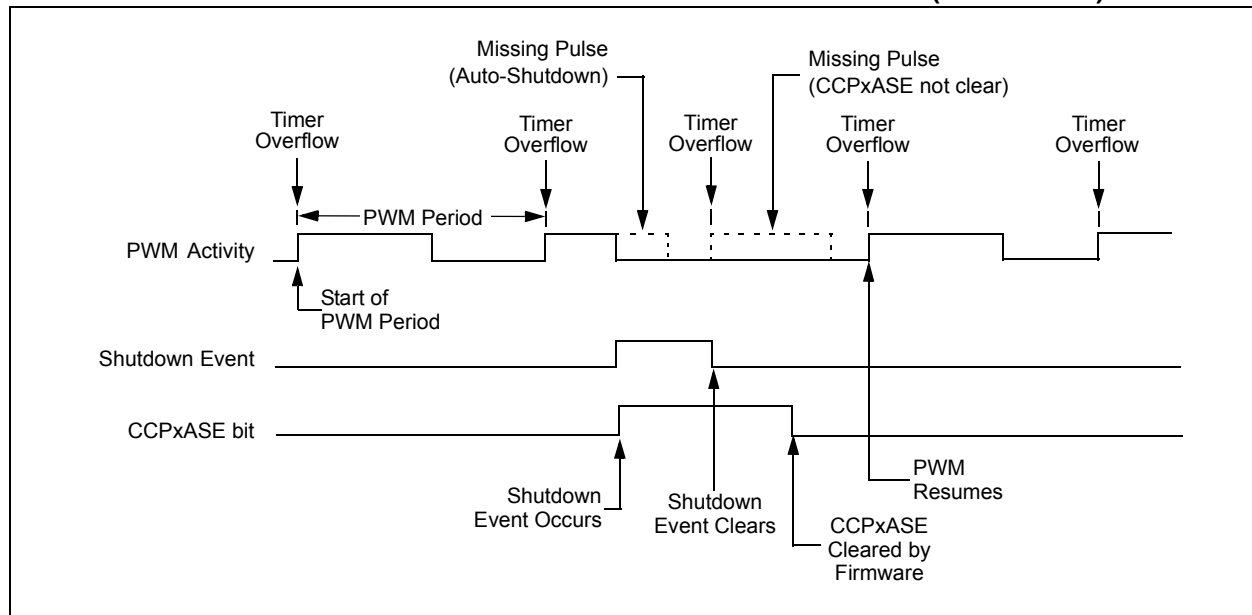 Missing Pulse
(Auto-Shutdown)
Missing Pulse
(CCPxASE not clear)
Timer
Overflow
Timer
Overflow
Timer
Overflow
Timer
Overflow
Timer
Overflow
PWM Period
PWM Activity
Start of
PWM Period
Shutdown Event
CCPxASE bit
Shutdown
Event Occurs
Shutdown
Event Clears
PWM
Resumes
CCPxASE
Cleared by
Firmware